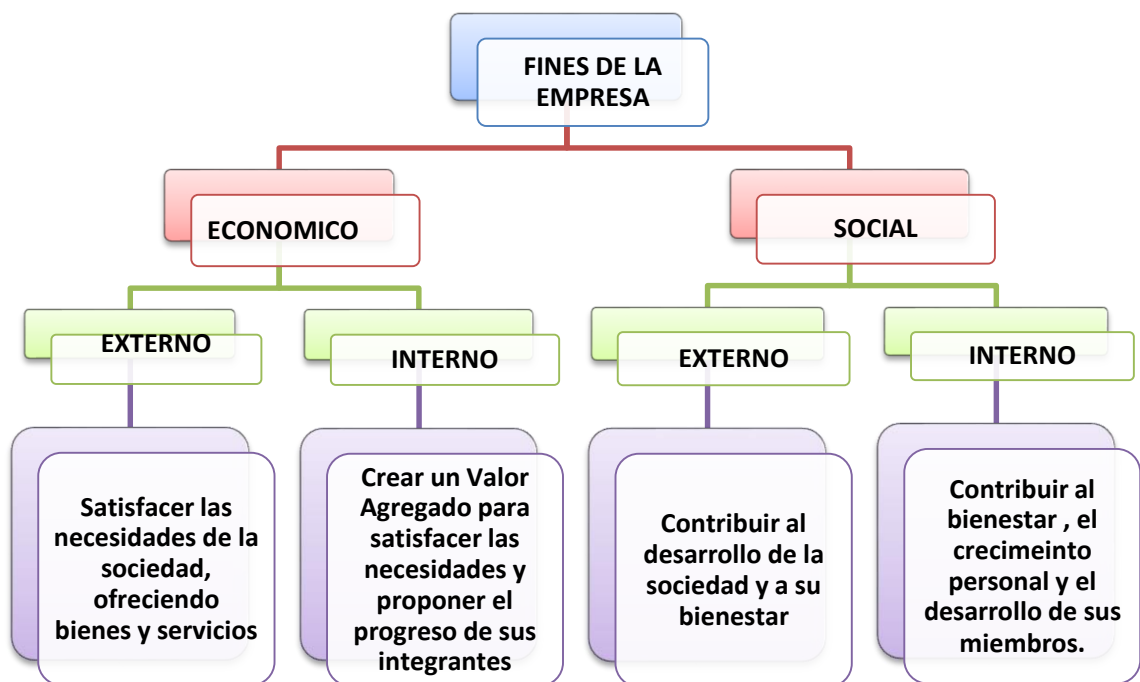 FINES DE LA
EMPRESA
ECONOMICO
SOCIAL
EXTERNO
INTERNO
EXTERNO
INTERNO
Satisfacer las
necesidades de la
sociedad,
ofreciendo
bienes y servicios
Crear un Valor
Agregado para
satisfacer las
necesidades y
proponer el
progreso de sus
integrantes
Contribuir al
desarrollo de la
sociedad y a su
bienestar
Contribuir al
bienestar , el
crecimeinto
personal y el
desarrollo de sus
miembros.